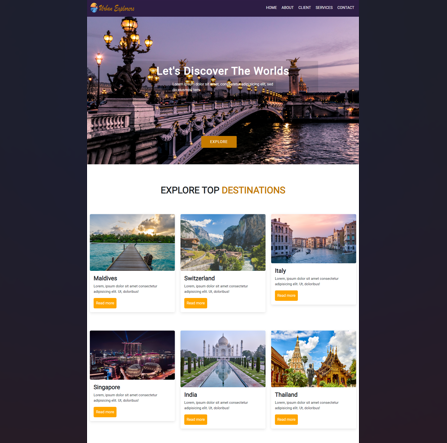 Urban Explorers
HOME ABOUT CLIENT SERVICES CONTACT
Let's Discover The Worlds
Lorem, ipsum dolor sit amet consectetur adipisicing elit.
EXPLORE
EXPLORE TOP DESTINATIONS
Maldives
Lorem, ipsum dolor sit amet consectetur
adipisicing elit. Ut, doloribus!
Read more
Switzerland
Lorem, ipsum dolor sit amet consectetur
adipisicing elit. Ut, doloribus!
Read more
Italy
Lorem, ipsum dolor sit amet consectetur
adipisicing elit. Ut, doloribus!
Read more
Singapore
Lorem, ipsum dolor sit amet consectetur
adipisicing elit. Ut, doloribus!
Read more
India
Lorem, ipsum dolor sit amet consectetur
adipisicing elit. Ut, doloribus!
Read more
Thailand
Lorem, ipsum dolor sit amet consectetur
adipisicing elit. Ut, doloribus!
Read more